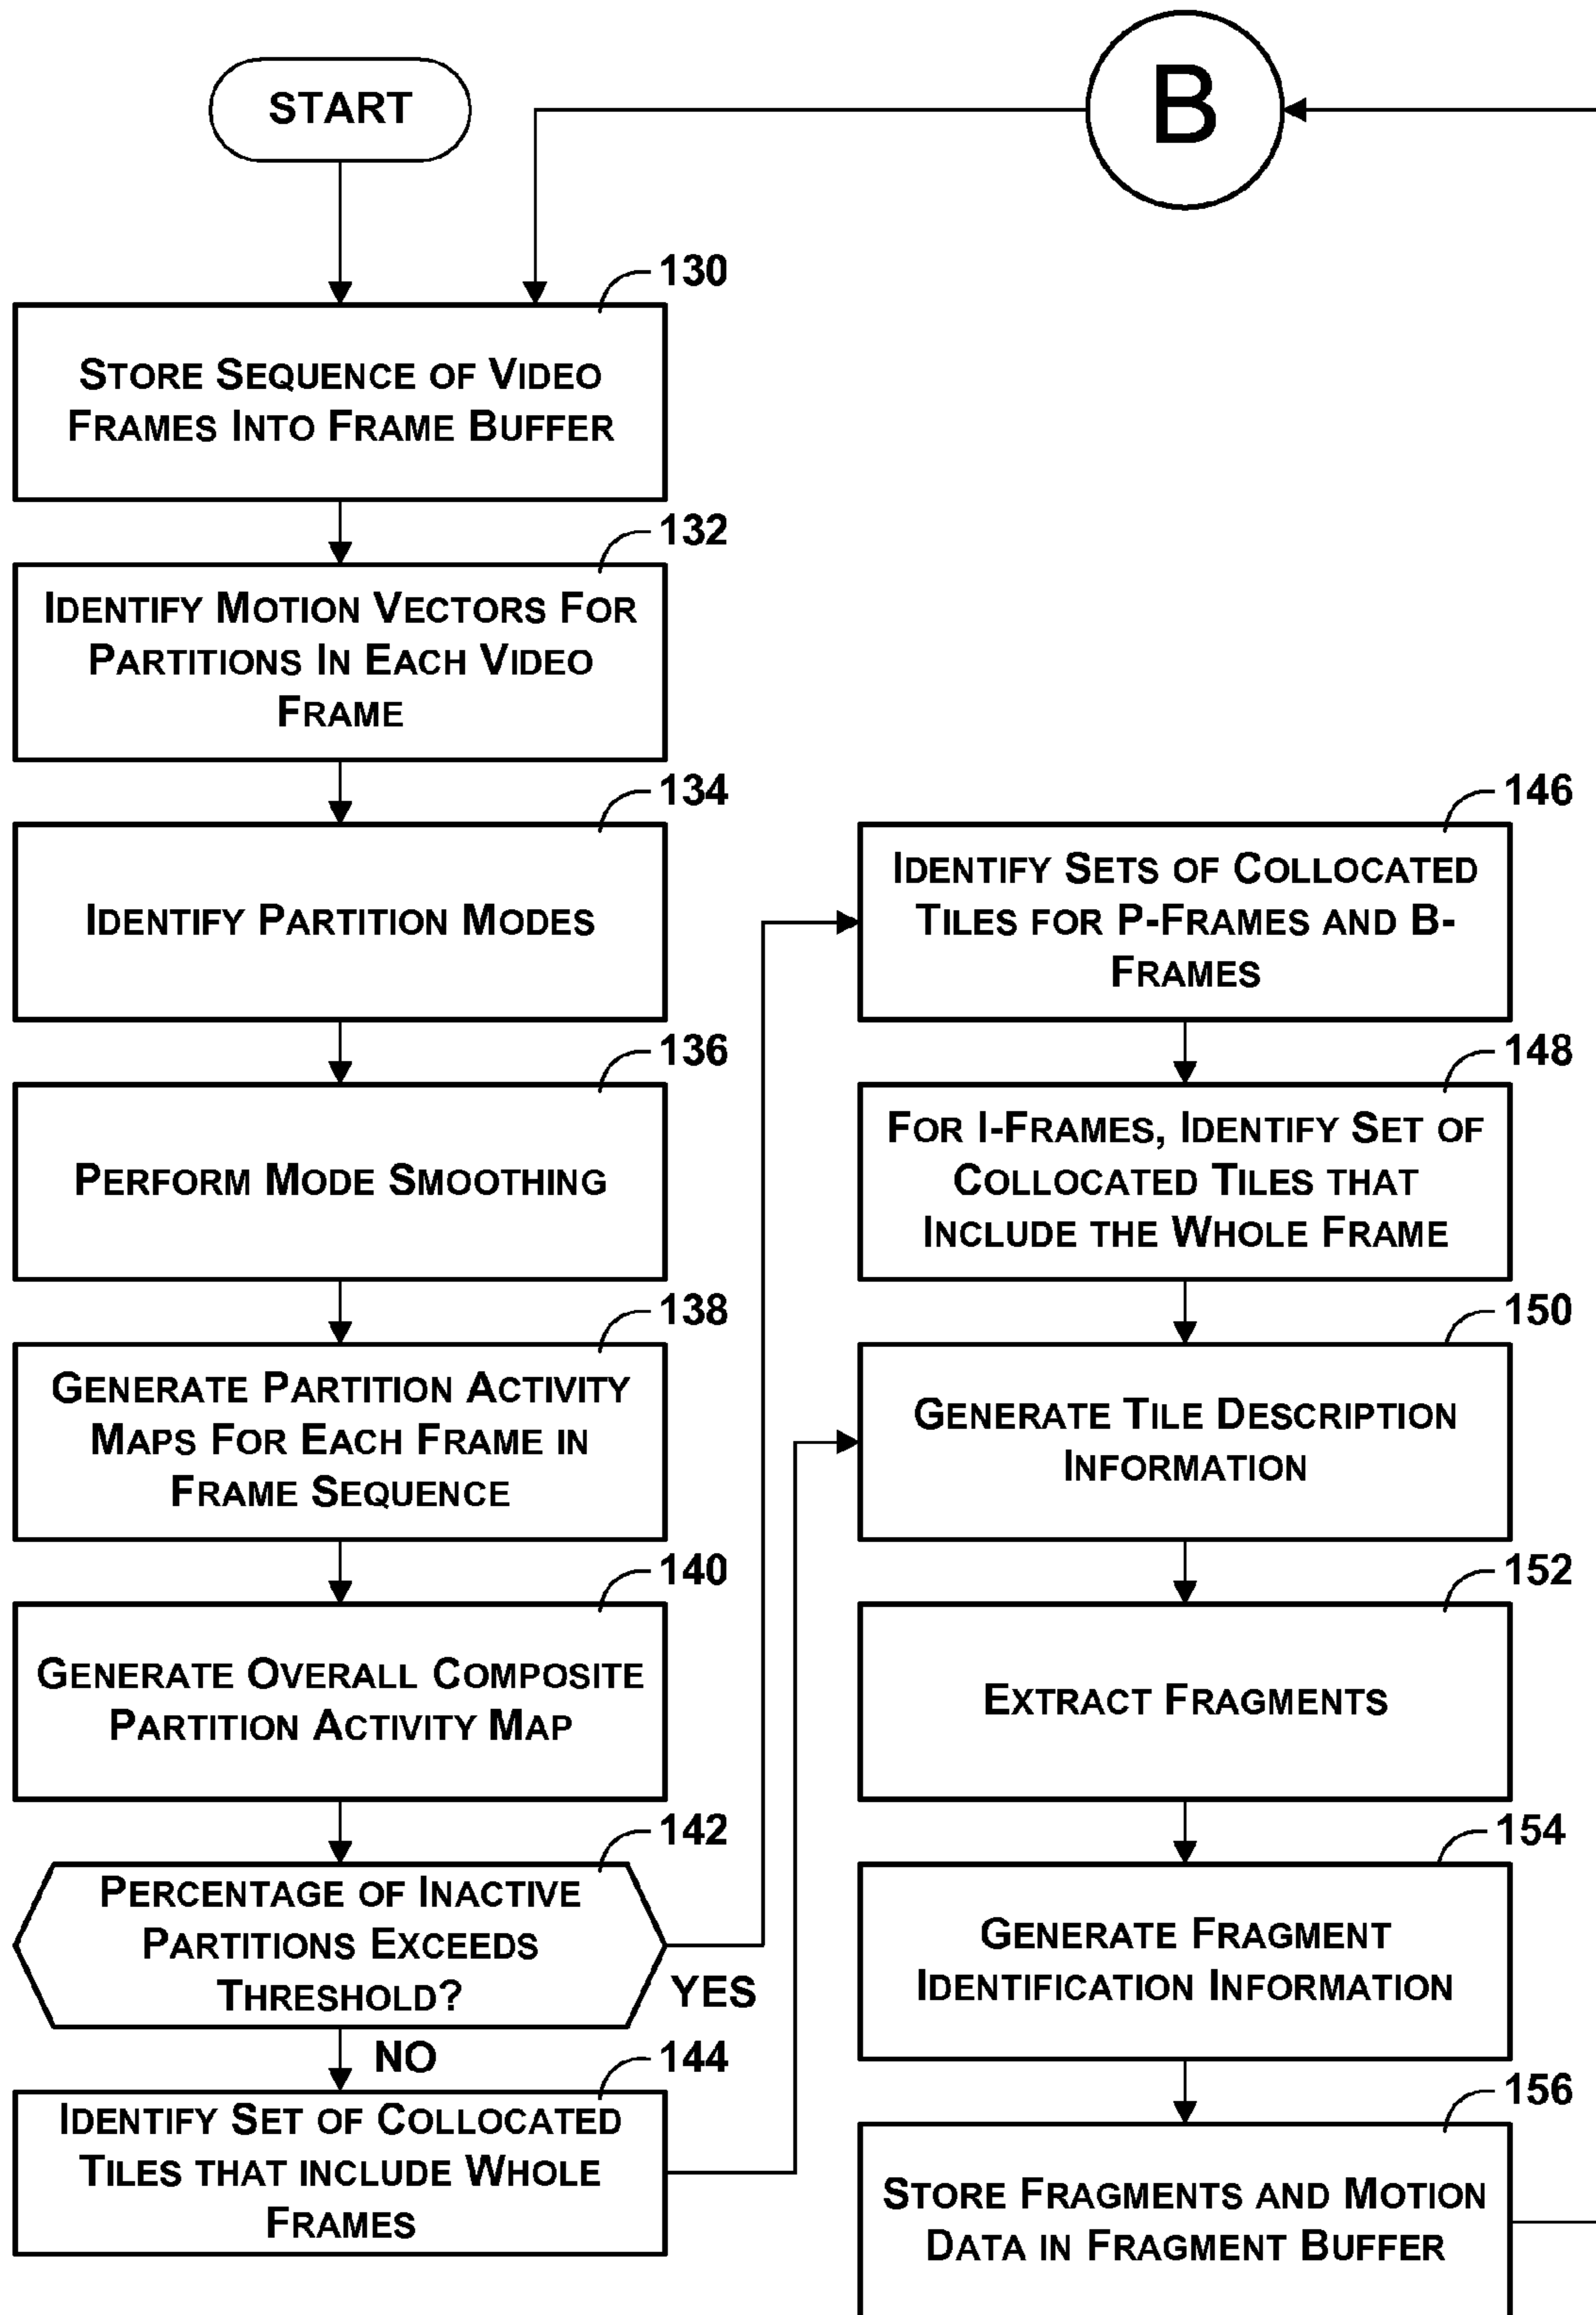 START
B
130
STORE SEQUENCE OF VIDEO
FRAMES INTO FRAME BUFFER
132
IDENTIFY MOTION VECTORS FOR
PARTITIONS IN EACH VIDEO
FRAME
134
IDENTIFY PARTITION MODES
136
PERFORM MODE SMOOTHING
138
GENERATE PARTITION ACTIVITY
MAPS FOR EACH FRAME IN
FRAME SEQUENCE
140
GENERATE OVERALL COMPOSITE
PARTITION ACTIVITY MAP
142
PERCENTAGE OF INACTIVE
PARTITIONS EXCEEDS
THRESHOLD?
YES
NO
144
IDENTIFY SET OF COLLOCATED
TILES THAT INCLUDE WHOLE
FRAMES
146
IDENTIFY SETS OF COLLOCATED
TILES FOR P-FRAMES AND B-
FRAMES
148
FOR I-FRAMES, IDENTIFY SET OF
COLLOCATED TILES THAT
INCLUDE THE WHOLE FRAME
150
GENERATE TILE DESCRIPTION
INFORMATION
152
EXTRACT FRAGMENTS
154
GENERATE FRAGMENT
IDENTIFICATION INFORMATION
156
STORE FRAGMENTS AND MOTION
DATA IN FRAGMENT BUFFER